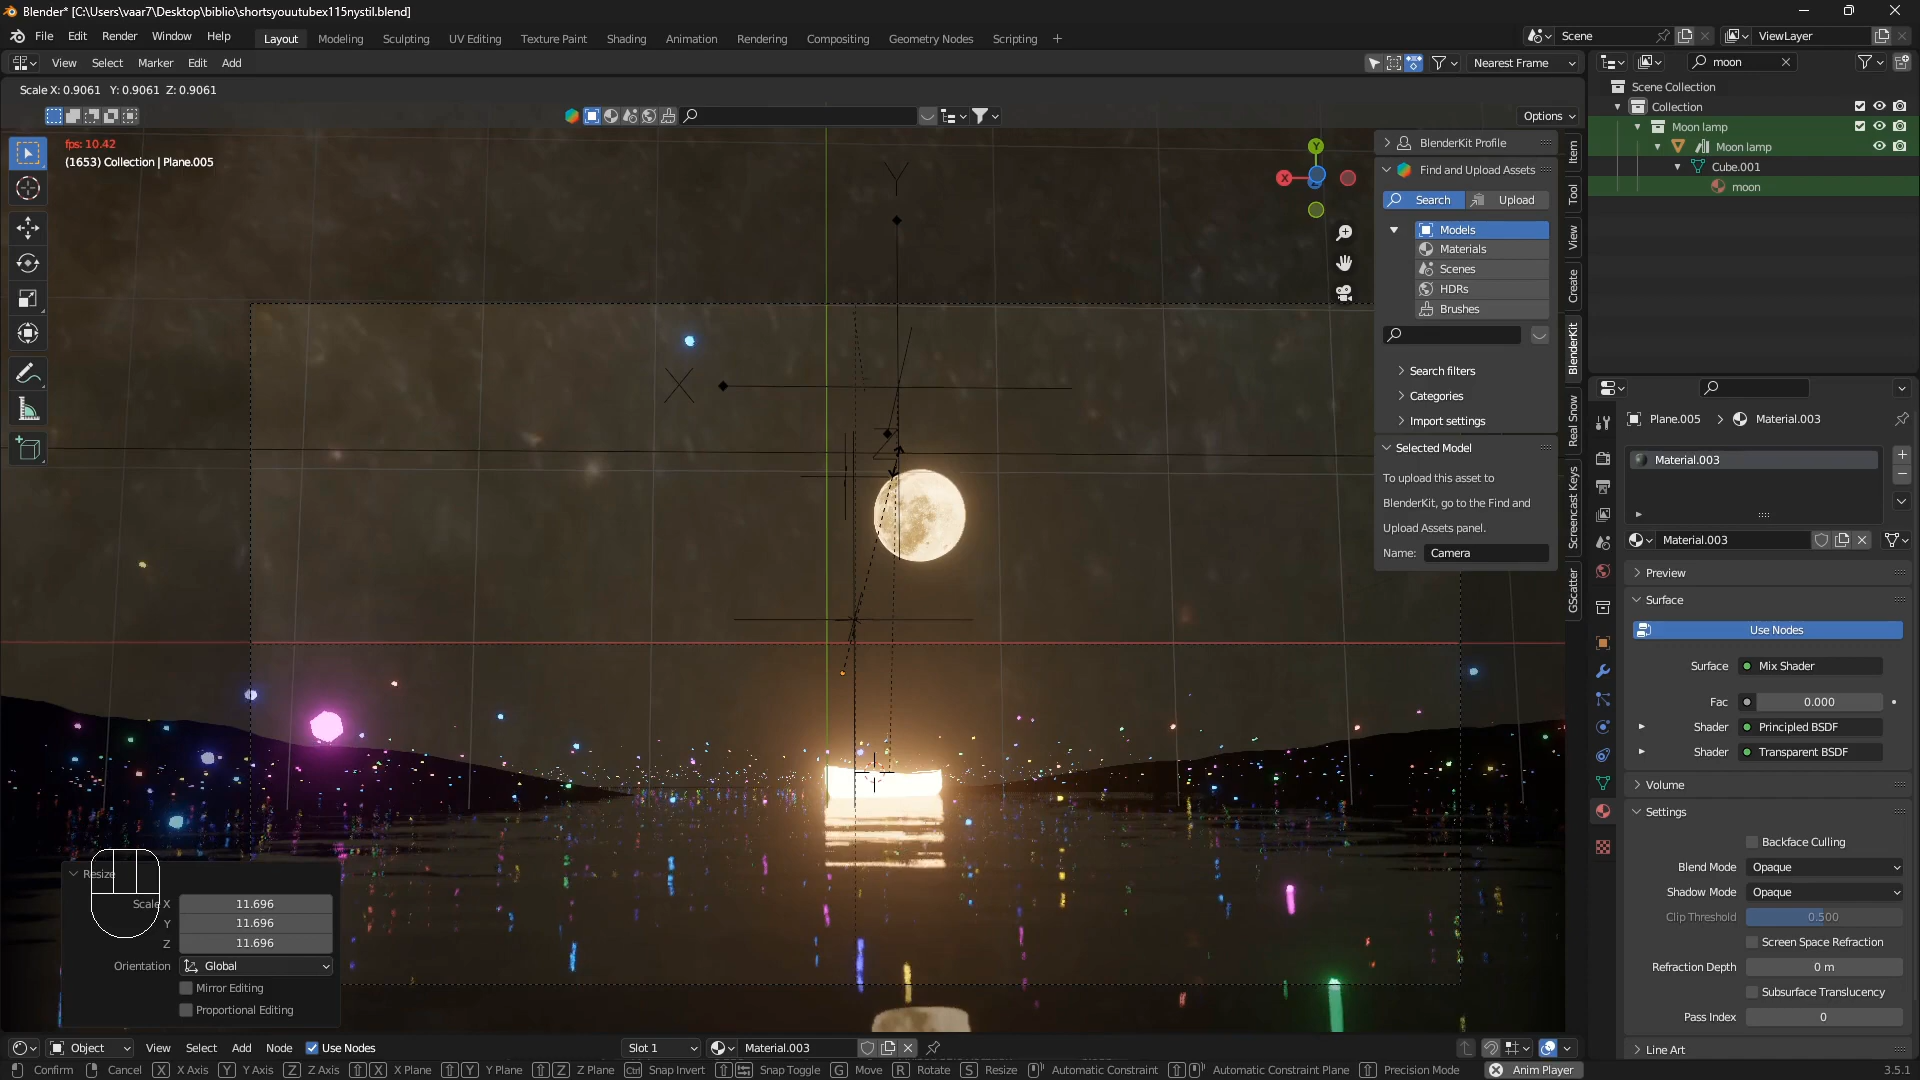 Blender* [C:\Users\vaar7\Desktop\biblio\shortsyouutubex115nystil.blend]
File Edit Render Window Help
Layout Modeling Sculpting UV Editing Texture Paint Shading Animation Rendering Compositing Geometry Nodes Scripting +
Scene
ViewLayer
View Select Marker Edit Add
Nearest Frame
moon
Scale X: 0.9061 Y: 0.9061 Z: 0.9061
Options
fps: 10.42
(1653) Collection | Plane.005
Y
X
Z
Y
X
BlenderKit Profile
Find and Upload Assets
Search Upload
Models
Materials
Scenes
HDRs
Brushes
Search filters
Categories
Import settings
Selected Model
To upload this asset to
BlenderKit, go to the Find and
Upload Assets panel.
Name: Camera
Item
Tool
View
Create
BlenderKit
Real Snow
Screencast Keys
GScatter
Scene Collection
Collection
Moon lamp
Moon lamp
Cube.001
moon
Plane.005 > Material.003
Material.003
Material.003
Preview
Surface
Use Nodes
Surface Mix Shader
Fac 0.000
Shader Principled BSDF
Shader Transparent BSDF
Volume
Settings
Backface Culling
Blend Mode Opaque
Shadow Mode Opaque
Clip Threshold 0.500
Screen Space Refraction
Refraction Depth 0 m
Subsurface Translucency
Pass Index 0
Line Art
Resize
Scale X 11.696
Y 11.696
Z 11.696
Orientation Global
Mirror Editing
Proportional Editing
Object View Select Add Node Use Nodes
Slot 1
Material.003
Confirm Cancel X X Axis Y Y Axis Z Z Axis X X Plane Y Y Plane Z Z Plane Ctrl Snap Invert Snap Toggle G Move R Rotate S Resize Automatic Constraint Automatic Constraint Plane Precision Mode
Anim Player
3.5.1